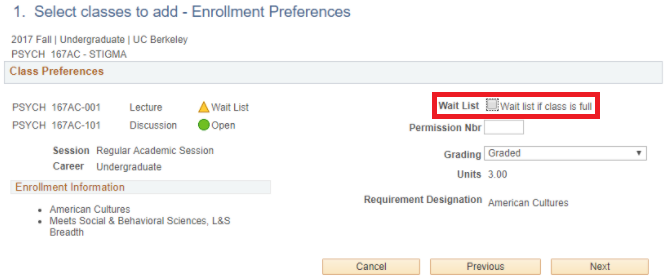 1. Select classes to add - Enrollment Preferences
2017 Fall | Undergraduate | UC Berkeley
PSYCH 167AC - STIGMA
Class Preferences
PSYCH 167AC-001 Lecture Wait List
PSYCH 167AC-101 Discussion Open
Session Regular Academic Session
Career Undergraduate
Enrollment Information
• American Cultures
• Meets Social & Behavioral Sciences, L&S
Breadth
Wait List Wait list if class is full
Permission Nbr
Grading Graded
Units 3.00
Requirement Designation American Cultures
Cancel Previous Next